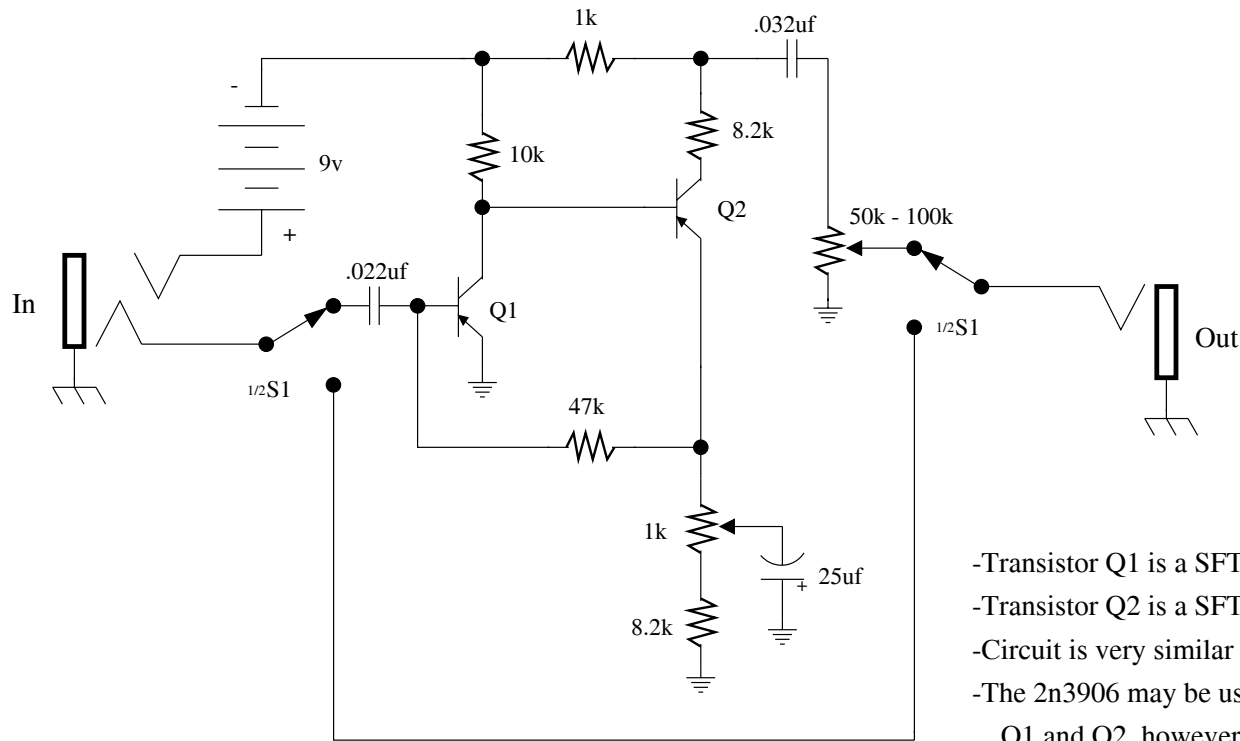 1k
.032uf
-
8.2k
9v
10k
Q2
50k - 100k
+
.022uf
In
Q1
1/2S1
Out
1/2S1
47k
1k
25uf
+
8.2k
-Transistor Q1 is a SFT
-Transistor Q2 is a SFT
-Circuit is very similar
-The 2n3906 may be us
Q1 and Q2, however